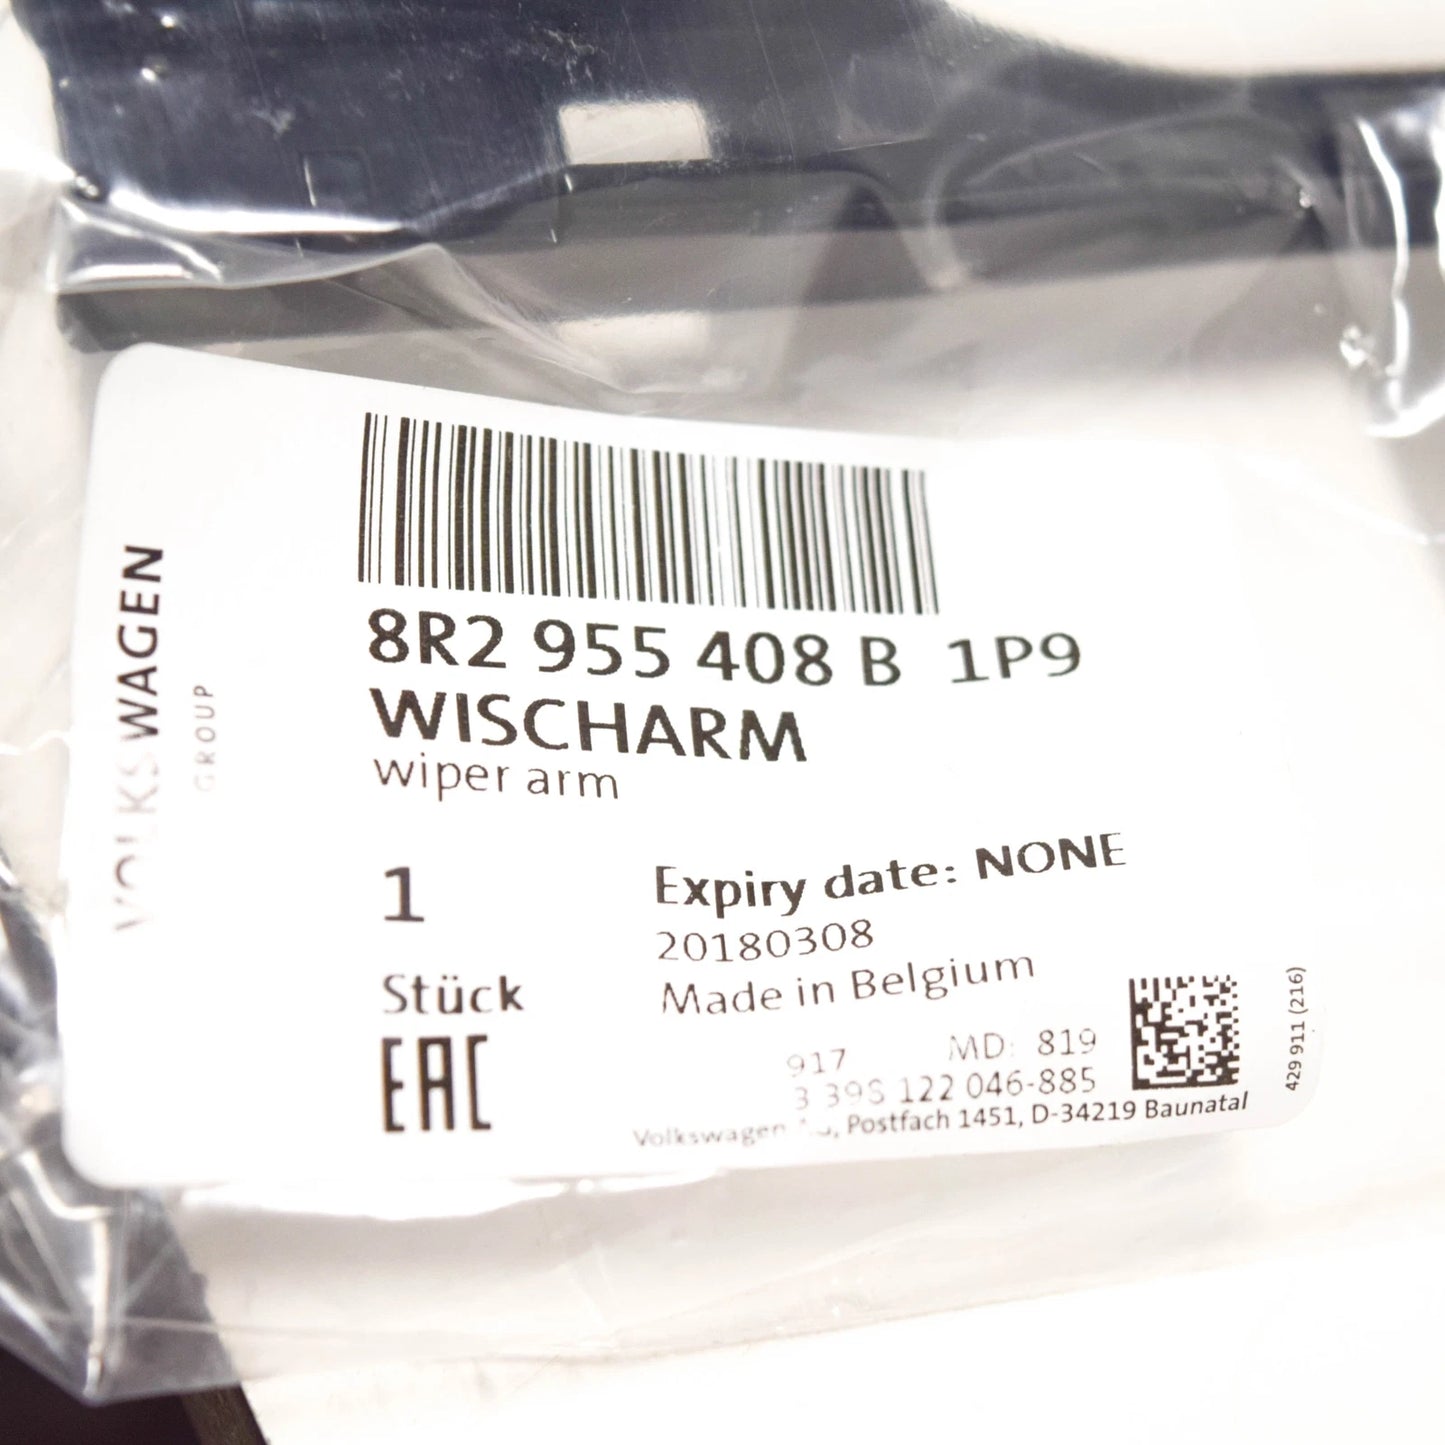 VOLKSWAGEN
GROUP
8R2 955 408 B 1P9
WISCHARM
wiper arm
1
Stück
EAC
Expiry date: NONE
20180308
Made in Belgium
917 MD: 819
3 39S 122 046-885
Volkswagen AG, Postfach 1451, D-34219 Baunatal
429 911 (216)